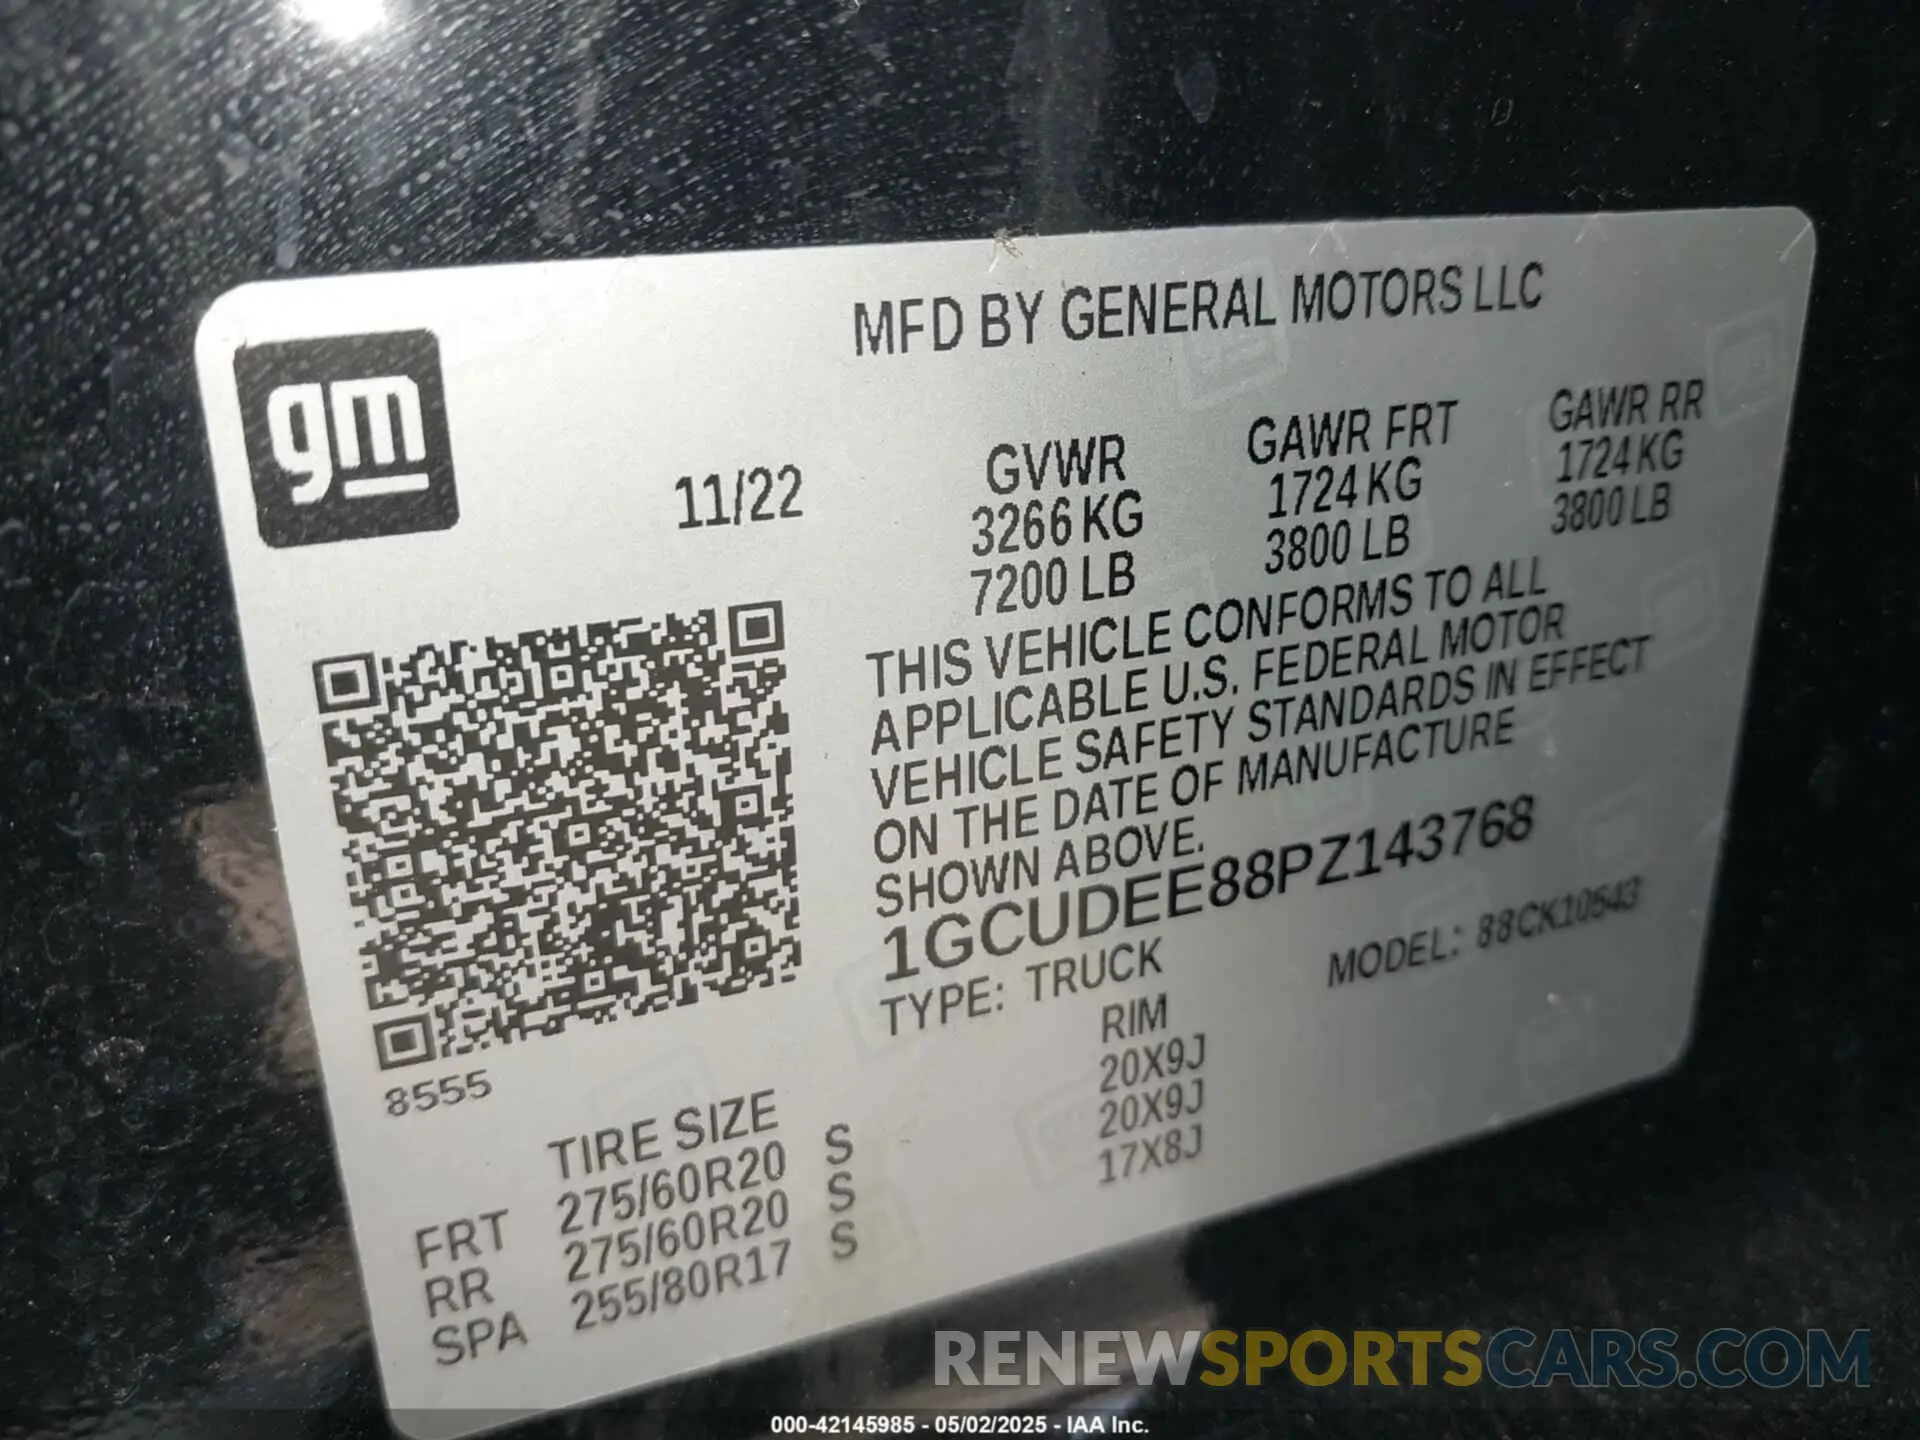 MFD BY GENERAL MOTORS LLC
gm
11/22
GVWR GAWR FRT GAWR RR
3266 KG 1724 KG 1724 KG
7200 LB 3800 LB 3800 LB
THIS VEHICLE CONFORMS TO ALL
APPLICABLE U.S. FEDERAL MOTOR
VEHICLE SAFETY STANDARDS IN EFFECT
ON THE DATE OF MANUFACTURE
SHOWN ABOVE.
1GCUDEE88PZ143768
TYPE: TRUCK MODEL: 88CK10543
8555
TIRE SIZE RIM
FRT 275/60R20 S 20X9J
RR 275/60R20 S 20X9J
SPA 255/80R17 S 17X8J
RENEWSPORTSCARS.COM
000-42145985 - 05/02/2025 - IAA Inc.